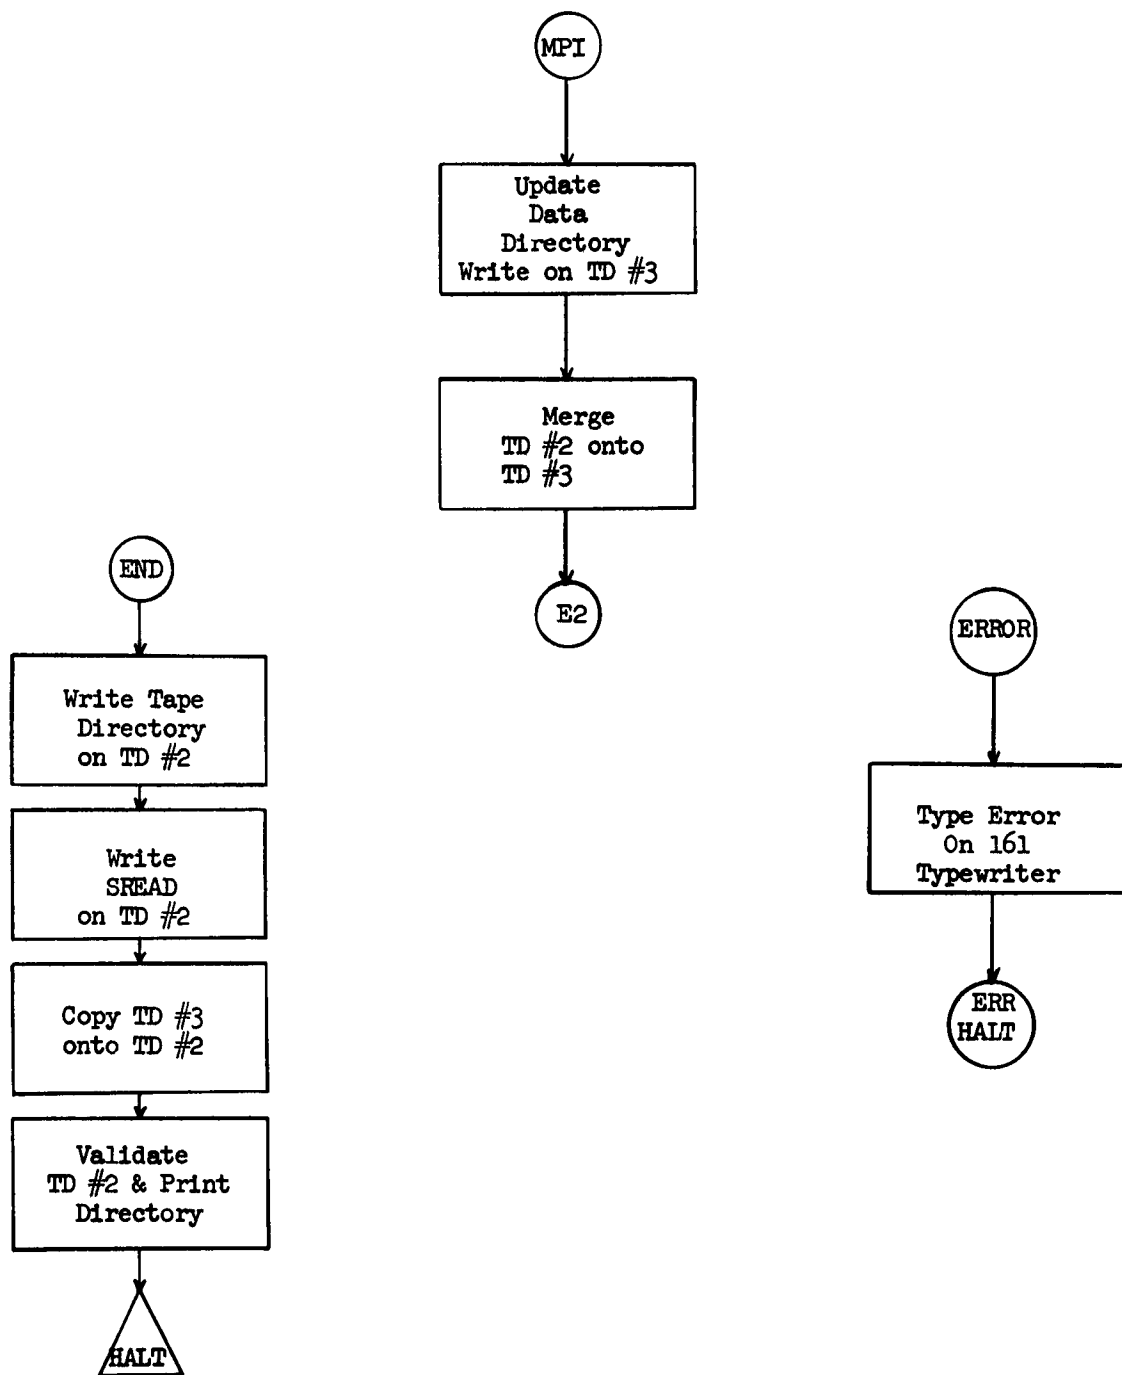 MPI
Update
Data
Directory
Write on TD #3
Merge
TD #2 onto
TD #3
E2
END
Write Tape
Directory
on TD #2
Write
SREAD
on TD #2
Copy TD #3
onto TD #2
Validate
TD #2 & Print
Directory
HALT
ERROR
Type Error
On 161
Typewriter
ERR
HALT